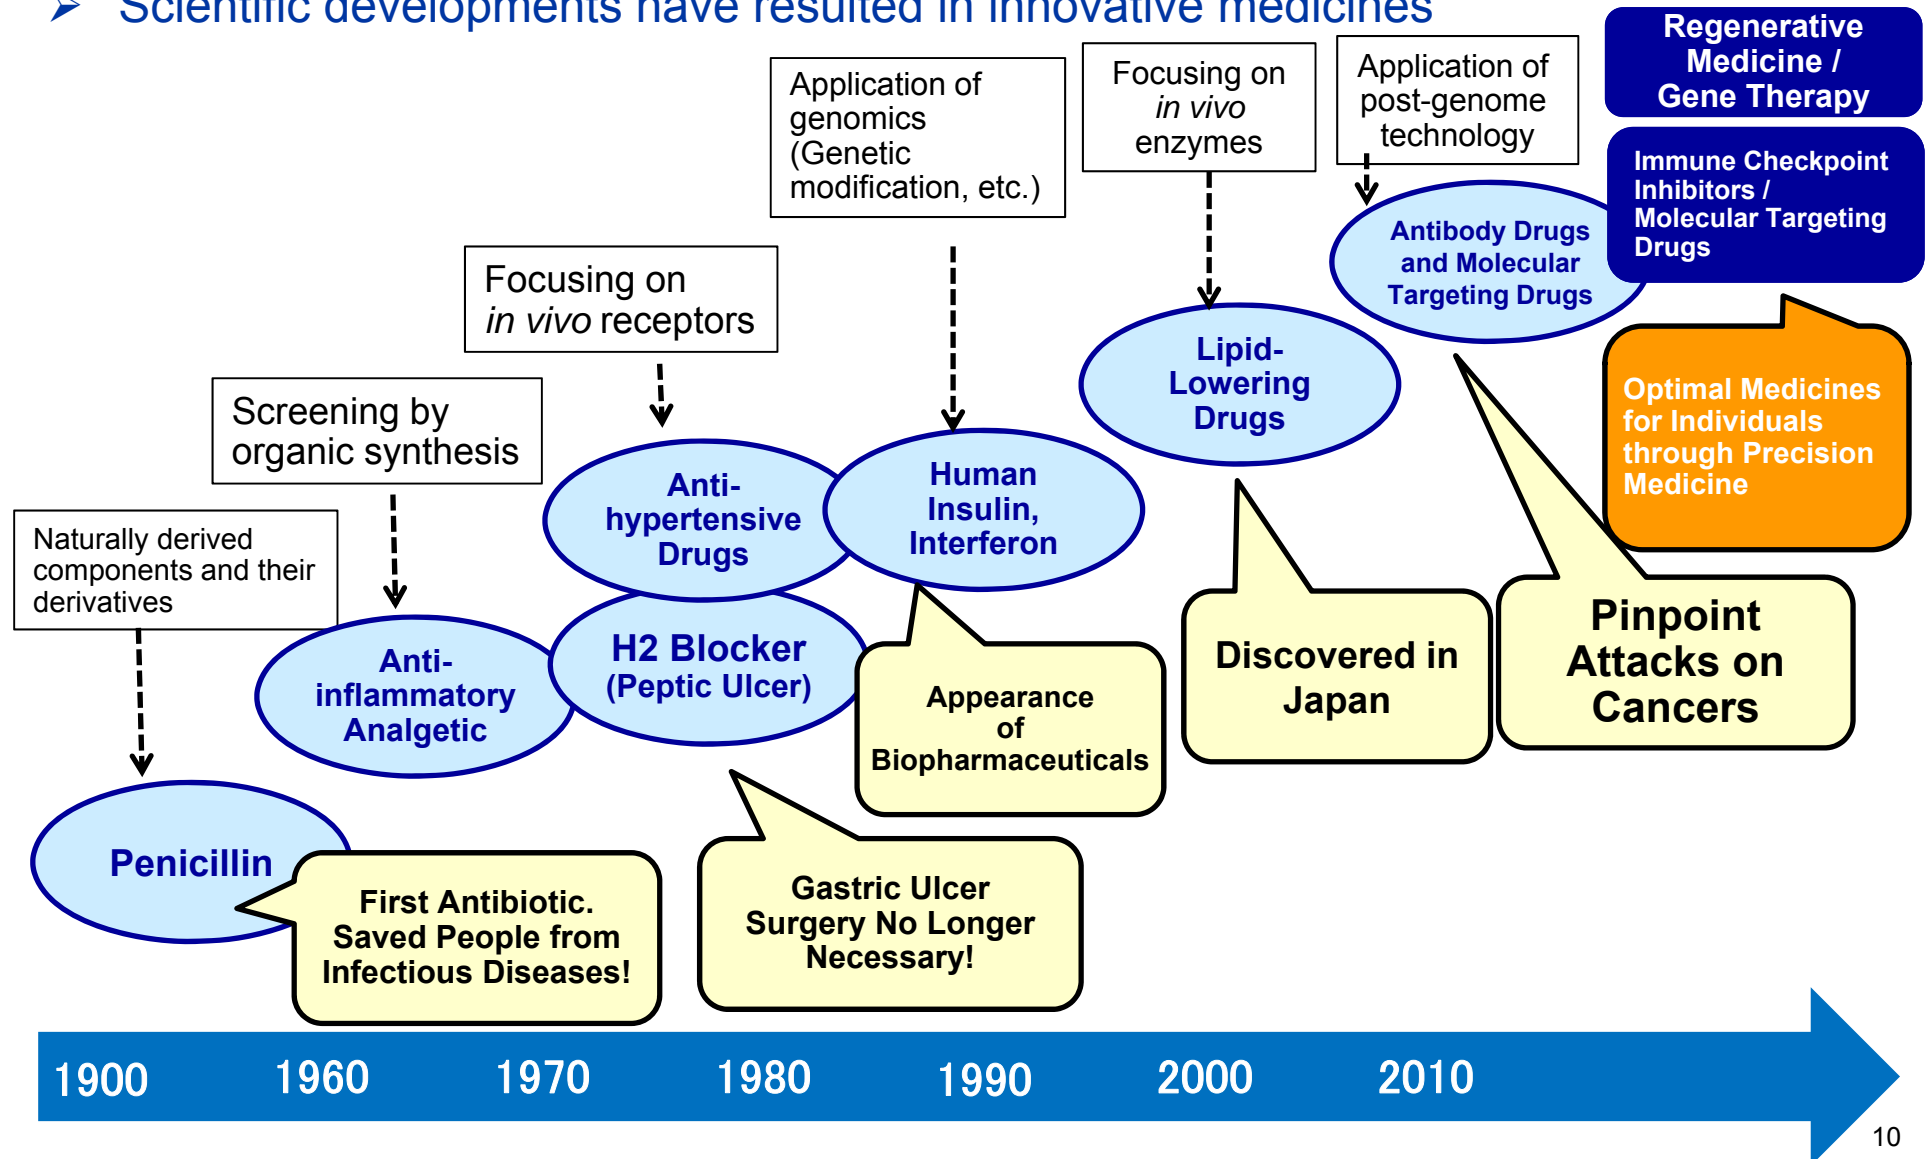 ➢ Scientific developments have resulted in innovative medicines
Regenerative
Medicine /
Gene Therapy
Immune Checkpoint
Inhibitors /
Molecular Targeting
Drugs
Optimal Medicines
for Individuals
through Precision
Medicine
Application of
post-genome
technology
Antibody Drugs
and Molecular
Targeting Drugs
Pinpoint
Attacks on
Cancers
Focusing on
in vivo
enzymes
Lipid-
Lowering
Drugs
Discovered in
Japan
Application of
genomics
(Genetic
modification, etc.)
Human
Insulin,
Interferon
Appearance
of
Biopharmaceuticals
Focusing on
in vivo receptors
Anti-
hypertensive
Drugs
H2 Blocker
(Peptic Ulcer)
Gastric Ulcer
Surgery No Longer
Necessary!
Screening by
organic synthesis
Anti-
inflammatory
Analgetic
Naturally derived
components and their
derivatives
Penicillin
First Antibiotic.
Saved People from
Infectious Diseases!
1900 1960 1970 1980 1990 2000 2010
10